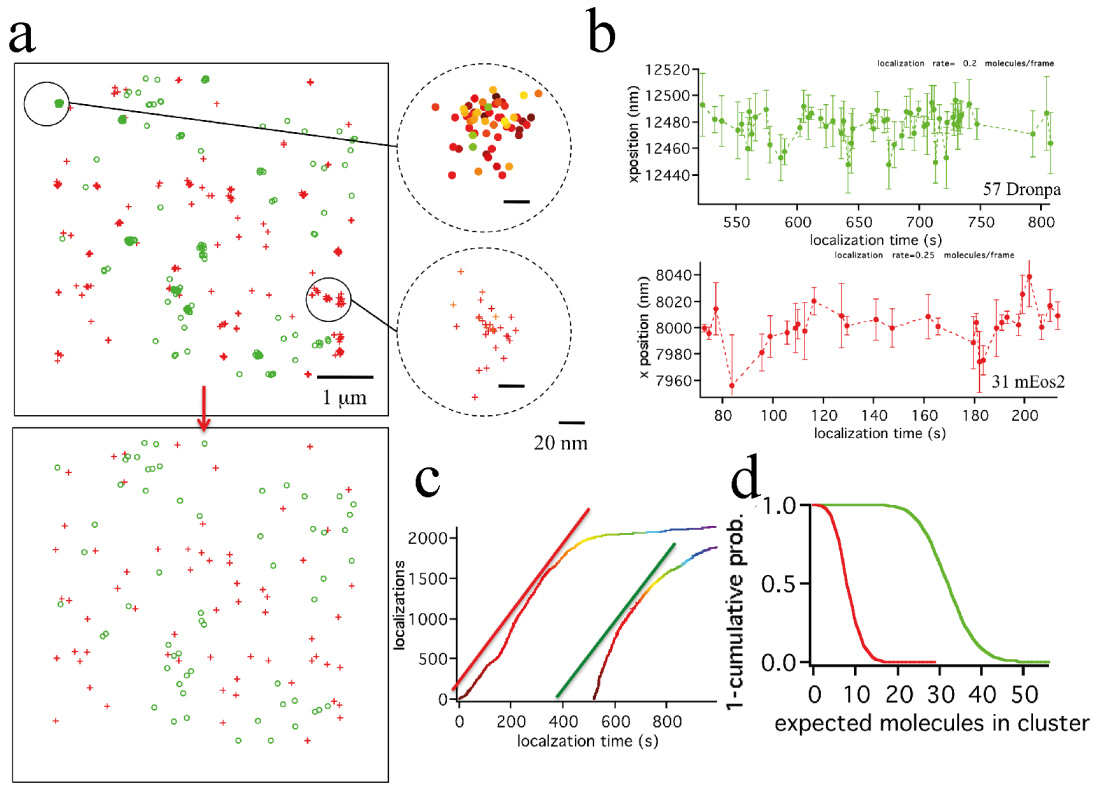 a
1 μm
20 nm
b
localization rate= 0.2 molecules/frame
12520
12500
12480
12460
12440
xposition (nm)
57 Dronpa
550 600 650 700 750 800
localization time (s)
localization rate=0.25 molecules/frame
8040
8020
8000
7980
7960
x position (nm)
31 mEos2
80 100 120 140 160 180 200
localization time (s)
c
2000
1500
1000
500
0
localizations
0 200 400 600 800
localzation time (s)
d
1.0
0.5
0.0
1-cumulative prob.
0 10 20 30 40 50
expected molecules in cluster